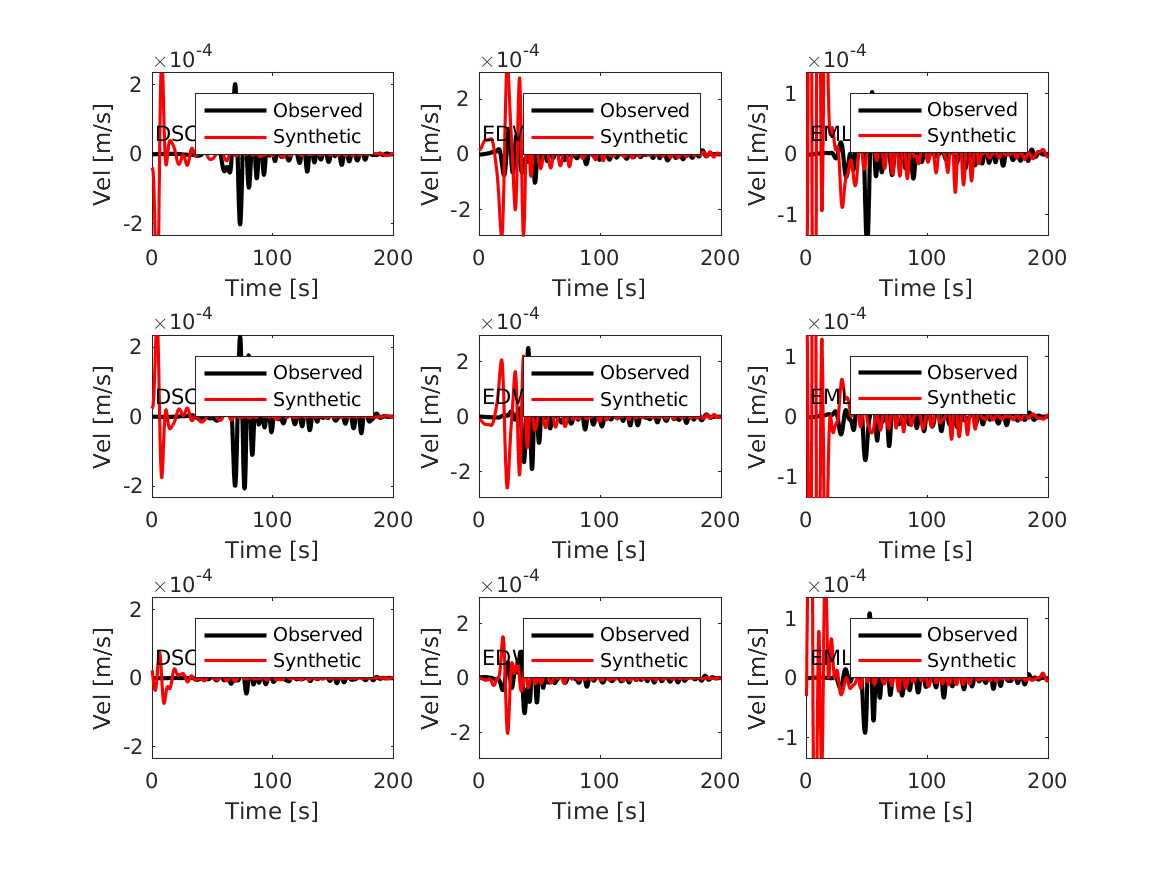 ×10-4 ×10-4 ×10-4
Vel [m/s] 2 0 -2 DSC Observed Synthetic
0 100 200
Time [s]
Vel [m/s] 2 0 -2 Observed Synthetic
0 100 200
Time [s]
Vel [m/s] 1 0 -1 EML Observed Synthetic
0 100 200
Time [s]
×10-4 ×10-4 ×10-4
Vel [m/s] 2 0 -2 DSC Observed Synthetic
0 100 200
Time [s]
Vel [m/s] 2 0 -2 Observed Synthetic
0 100 200
Time [s]
Vel [m/s] 1 0 -1 EML Observed Synthetic
0 100 200
Time [s]
×10-4 ×10-4 ×10-4
Vel [m/s] 2 0 -2 DSC Observed Synthetic
0 100 200
Time [s]
Vel [m/s] 2 0 -2 Observed Synthetic
0 100 200
Time [s]
Vel [m/s] 1 0 -1 EML Observed Synthetic
0 100 200
Time [s]